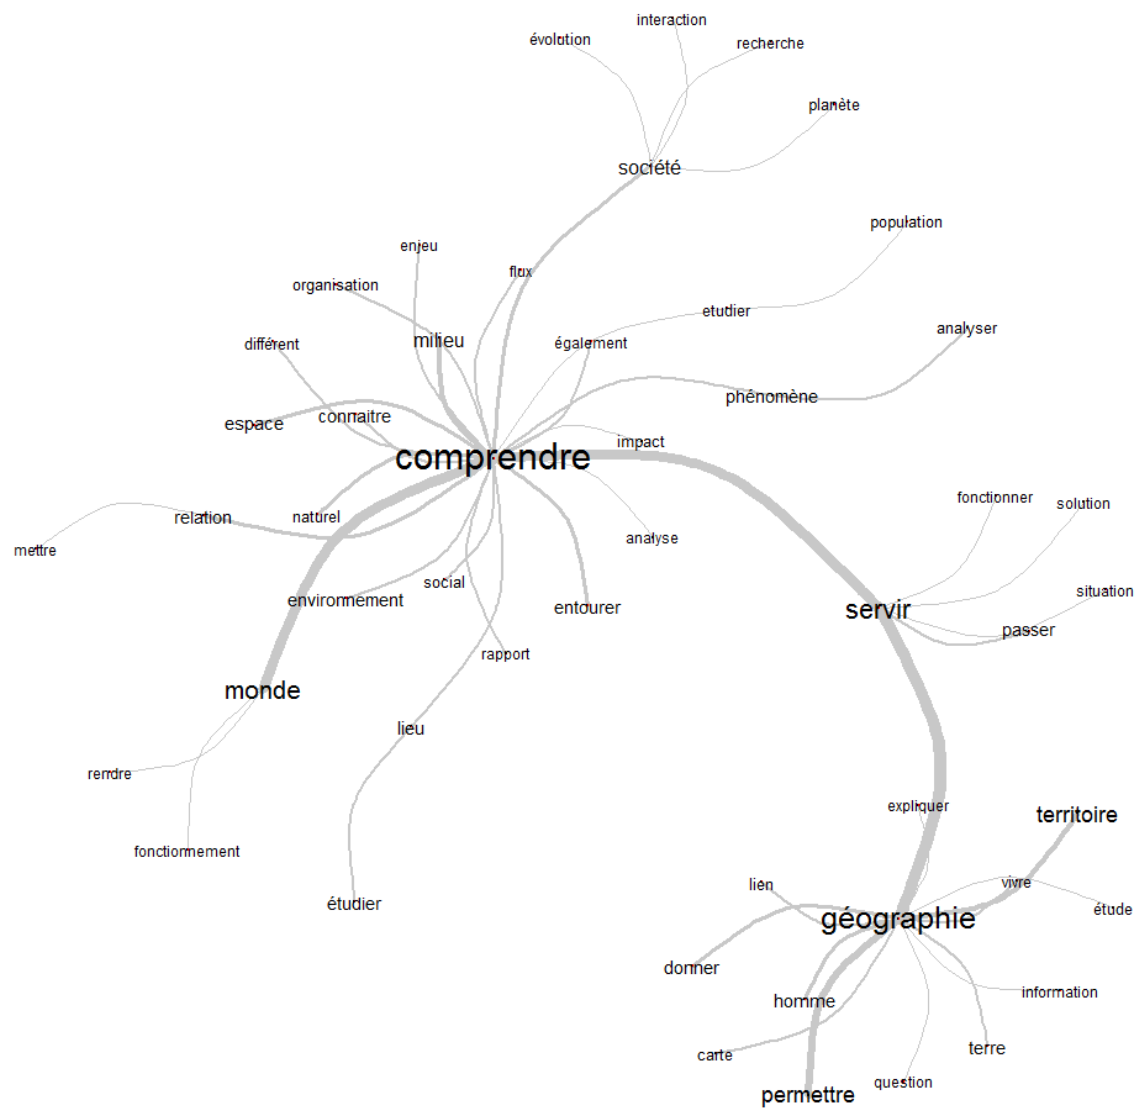 interaction
évolution
recherche
planète
société
population
enjeu
flux
organisation
etudier
analyser
différent
milieu
également
phénomène
espace
connaitre
impact
comprendre
fonctionner
solution
relation
naturel
analyse
mettre
social
situation
environnement
entourer
servir
passer
rapport
monde
lieu
rendre
expliquer
territoire
fonctionnement
lien
vivre
étudier
étude
géographie
donner
homme
information
carte
terre
question
permettre